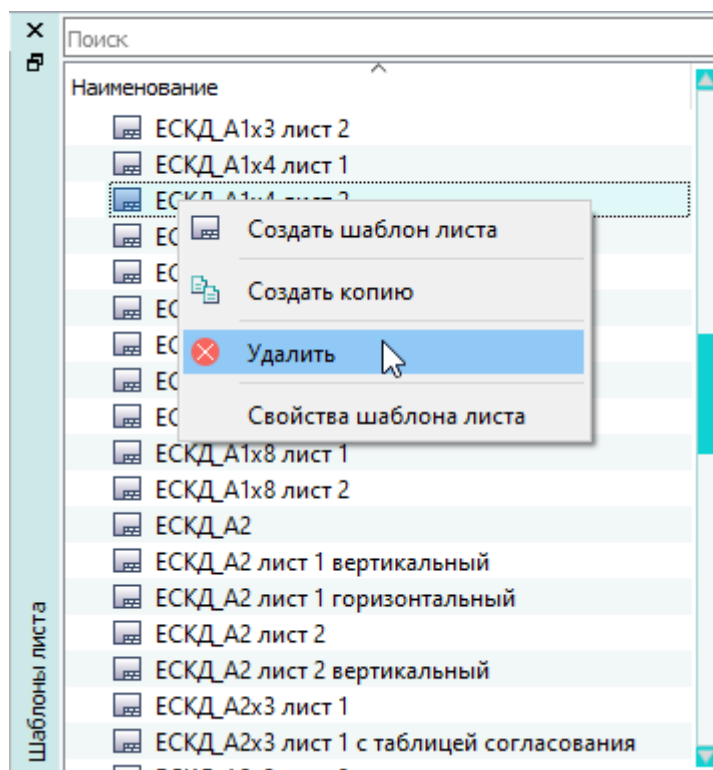 Поиск
Наименование
ЕСКД_А1х3 лист 2
ЕСКД_А1х4 лист 1
Создать шаблон листа
Создать копию
Удалить
Свойства шаблона листа
ЕСКД_А1х8 лист 1
ЕСКД_А1х8 лист 2
ЕСКД_А2
ЕСКД_А2 лист 1 вертикальный
ЕСКД_А2 лист 1 горизонтальный
ЕСКД_А2 лист 2
ЕСКД_А2 лист 2 вертикальный
ЕСКД_А2х3 лист 1
ЕСКД_А2х3 лист 1 с таблицей согласования
Шаблоны листа